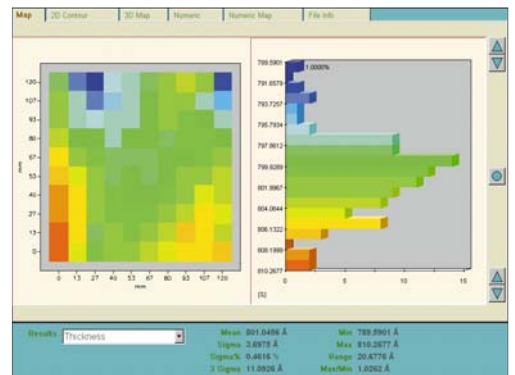 Map 2D Contour 3D Map Numeric Numeric Map File Info
120-
107-
93-
80-
67-
53-
40-
27-
13-
0-
mm
0 13 27 40 53 67 80 93 107 120
mm
789.5901
791.6579
793.7257
795.7934
797.8612
799.9289
801.9967
804.0644
806.1322
808.1999
810.2677
1.0000%
0 5 10 15
[%]
Results Thickness
Mean 801.0456 Å Min 789.5901 Å
Sigma 3.6975 Å Max 810.2677 Å
Sigma% 0.4616 % Range 20.6776 Å
3 Sigma 11.0926 Å Max/Min 1.0262 Å